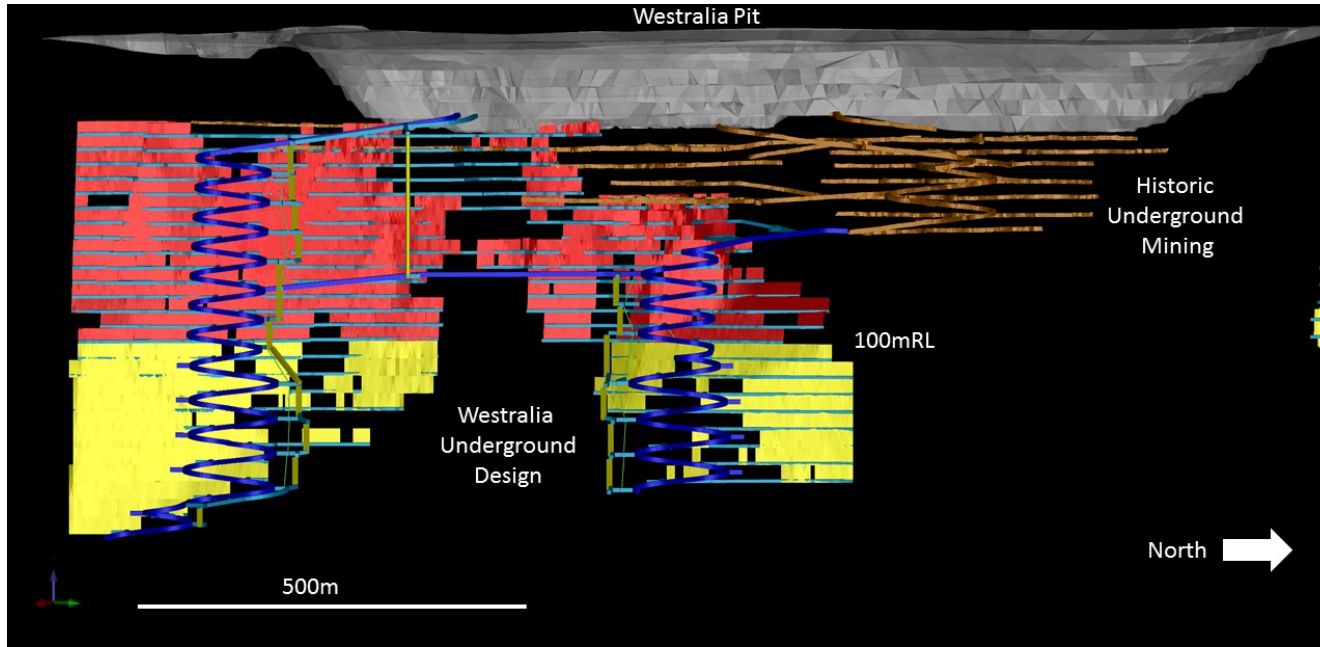 Westralia Pit
Historic
Underground
Mining
100mRL
Westralia
Underground
Design
North
500m